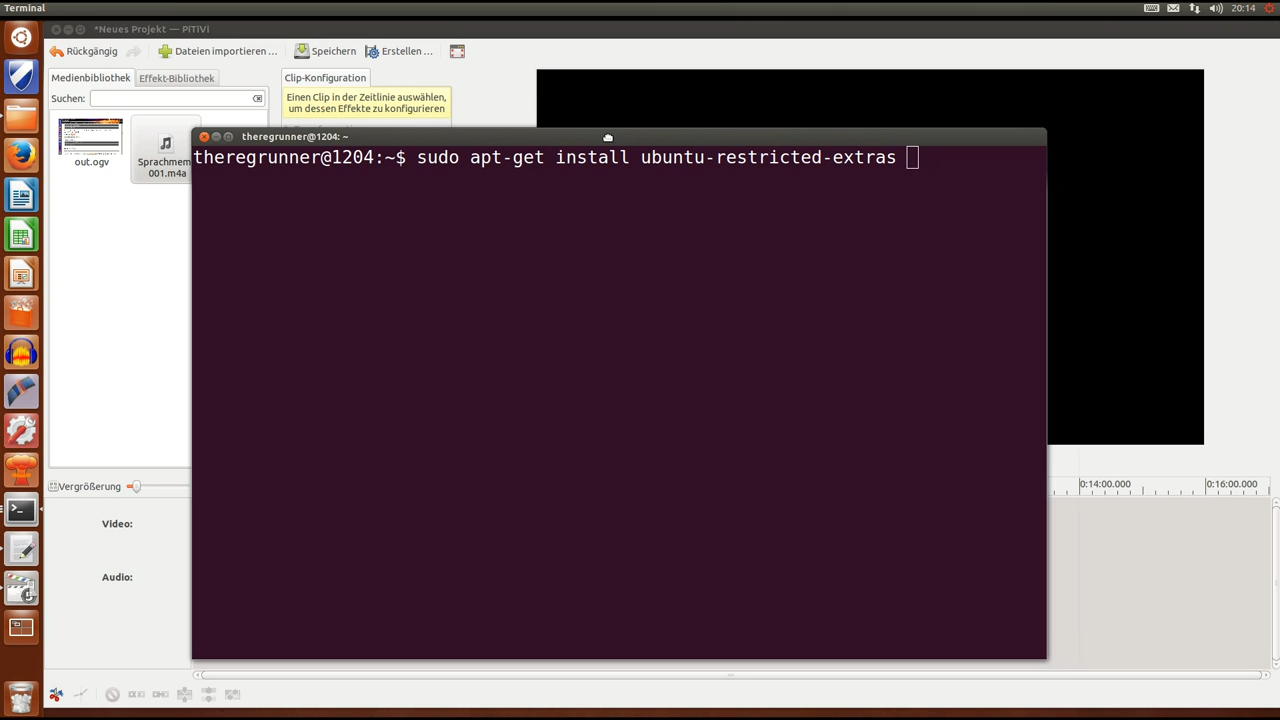 Terminal
20:14
*Neues Projekt — PiTiVi
Rückgängig
Dateien importieren ...
Speichern
Erstellen ...
Medienbibliothek
Effekt-Bibliothek
Clip-Konfiguration
Suchen:
Einen Clip in der Zeitlinie auswählen,
um dessen Effekte zu konfigurieren
out.ogv
Sprachmem
001.m4a
theregrunner@1204: ~
theregrunner@1204:~$ sudo apt-get install ubuntu-restricted-extras
Vergrößerung
0:14:00.000
0:16:00.000
Video:
Audio: